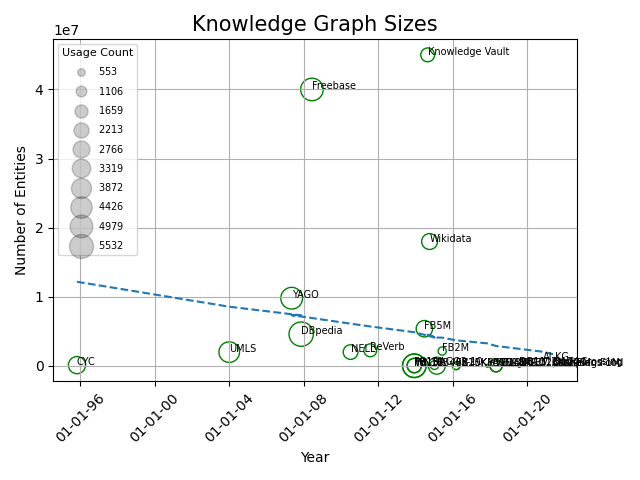 Knowledge Graph Sizes
1e7
Usage Count
553
1106
1659
2213
2766
3319
3872
4426
4979
5532
Knowledge Vault
Freebase
Wikidata
YAGO
FB5M
DBpedia
ReVerb
NELL
FB2M
UMLS
CYC
4
3
2
1
0
Number of Entities
01-01-96
01-01-00
01-01-04
01-01-08
01-01-12
01-01-16
01-01-20
Year